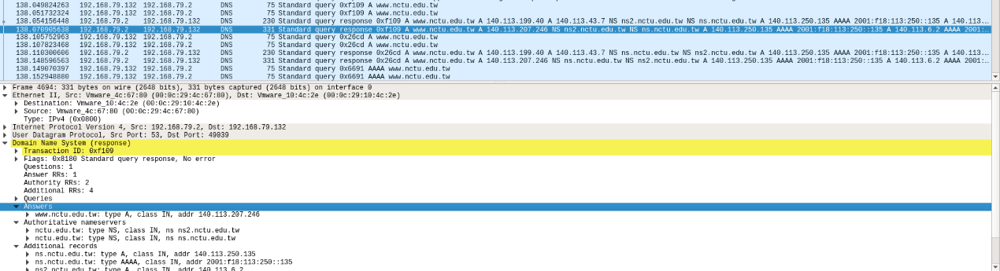 138.049824263 192.168.79.132 192.168.79.2 DNS 75 Standard query 0xf109 A www.nctu.edu.tw
138.051732324 192.168.79.132 192.168.79.2 DNS 75 Standard query 0xf109 A www.nctu.edu.tw
138.054156448 192.168.79.2 192.168.79.132 DNS 230 Standard query response 0xf109 A www.nctu.edu.tw A 140.113.199.40 A 140.113.43.7 NS ns2.nctu.edu.tw NS ns.nctu.edu.tw A 140.113.250.135 AAAA 2001:f18:113:250::135 A 140.113.6.2 AAAA 2001:...
138.070905638 192.168.79.2 192.168.79.132 DNS 331 Standard query response 0xf109 A www.nctu.edu.tw A 140.113.207.246 NS ns2.nctu.edu.tw NS ns.nctu.edu.tw A 140.113.250.135 AAAA 2001:f18:113:250::135 A 140.113.6.2 AAAA 2001:...
138.105752963 192.168.79.132 192.168.79.2 DNS 75 Standard query 0x26cd A www.nctu.edu.tw
138.107823468 192.168.79.132 192.168.79.2 DNS 75 Standard query 0x26cd A www.nctu.edu.tw
138.110300606 192.168.79.2 192.168.79.132 DNS 230 Standard query response 0x26cd A www.nctu.edu.tw A 140.113.199.40 A 140.113.43.7 NS ns.nctu.edu.tw NS ns2.nctu.edu.tw A 140.113.250.135 AAAA 2001:f18:113:250::135 A 140.113....
138.148596563 192.168.79.2 192.168.79.132 DNS 331 Standard query response 0x26cd A www.nctu.edu.tw A 140.113.207.246 NS ns.nctu.edu.tw NS ns2.nctu.edu.tw A 140.113.250.135 AAAA 2001:f18:113:250::135 A 140.113.6.2 AAAA 2001:...
138.149070397 192.168.79.132 192.168.79.2 DNS 75 Standard query 0x6691 AAAA www.nctu.edu.tw
138.152948880 192.168.79.132 192.168.79.2 DNS 75 Standard query 0x6691 AAAA www.nctu.edu.tw
Frame 4694: 331 bytes on wire (2648 bits), 331 bytes captured (2648 bits) on interface 0
Ethernet II, Src: Vmware_4c:67:80 (00:0c:29:4c:67:80), Dst: Vmware_10:4c:2e (00:0c:29:10:4c:2e)
Destination: Vmware_10:4c:2e (00:0c:29:10:4c:2e)
Source: Vmware_4c:67:80 (00:0c:29:4c:67:80)
Type: IPv4 (0x0800)
Internet Protocol Version 4, Src: 192.168.79.2, Dst: 192.168.79.132
User Datagram Protocol, Src Port: 53, Dst Port: 49039
Domain Name System (response)
Transaction ID: 0xf109
Flags: 0x8180 Standard query response, No error
Questions: 1
Answer RRs: 1
Authority RRs: 2
Additional RRs: 4
Queries
Answers
www.nctu.edu.tw: type A, class IN, addr 140.113.207.246
Authoritative nameservers
nctu.edu.tw: type NS, class IN, ns ns2.nctu.edu.tw
nctu.edu.tw: type NS, class IN, ns ns.nctu.edu.tw
Additional records
ns.nctu.edu.tw: type A, class IN, addr 140.113.250.135
ns.nctu.edu.tw: type AAAA, class IN, addr 2001:f18:113:250::135
ns2.nctu.edu.tw: type A, class IN, addr 140.113.6.2